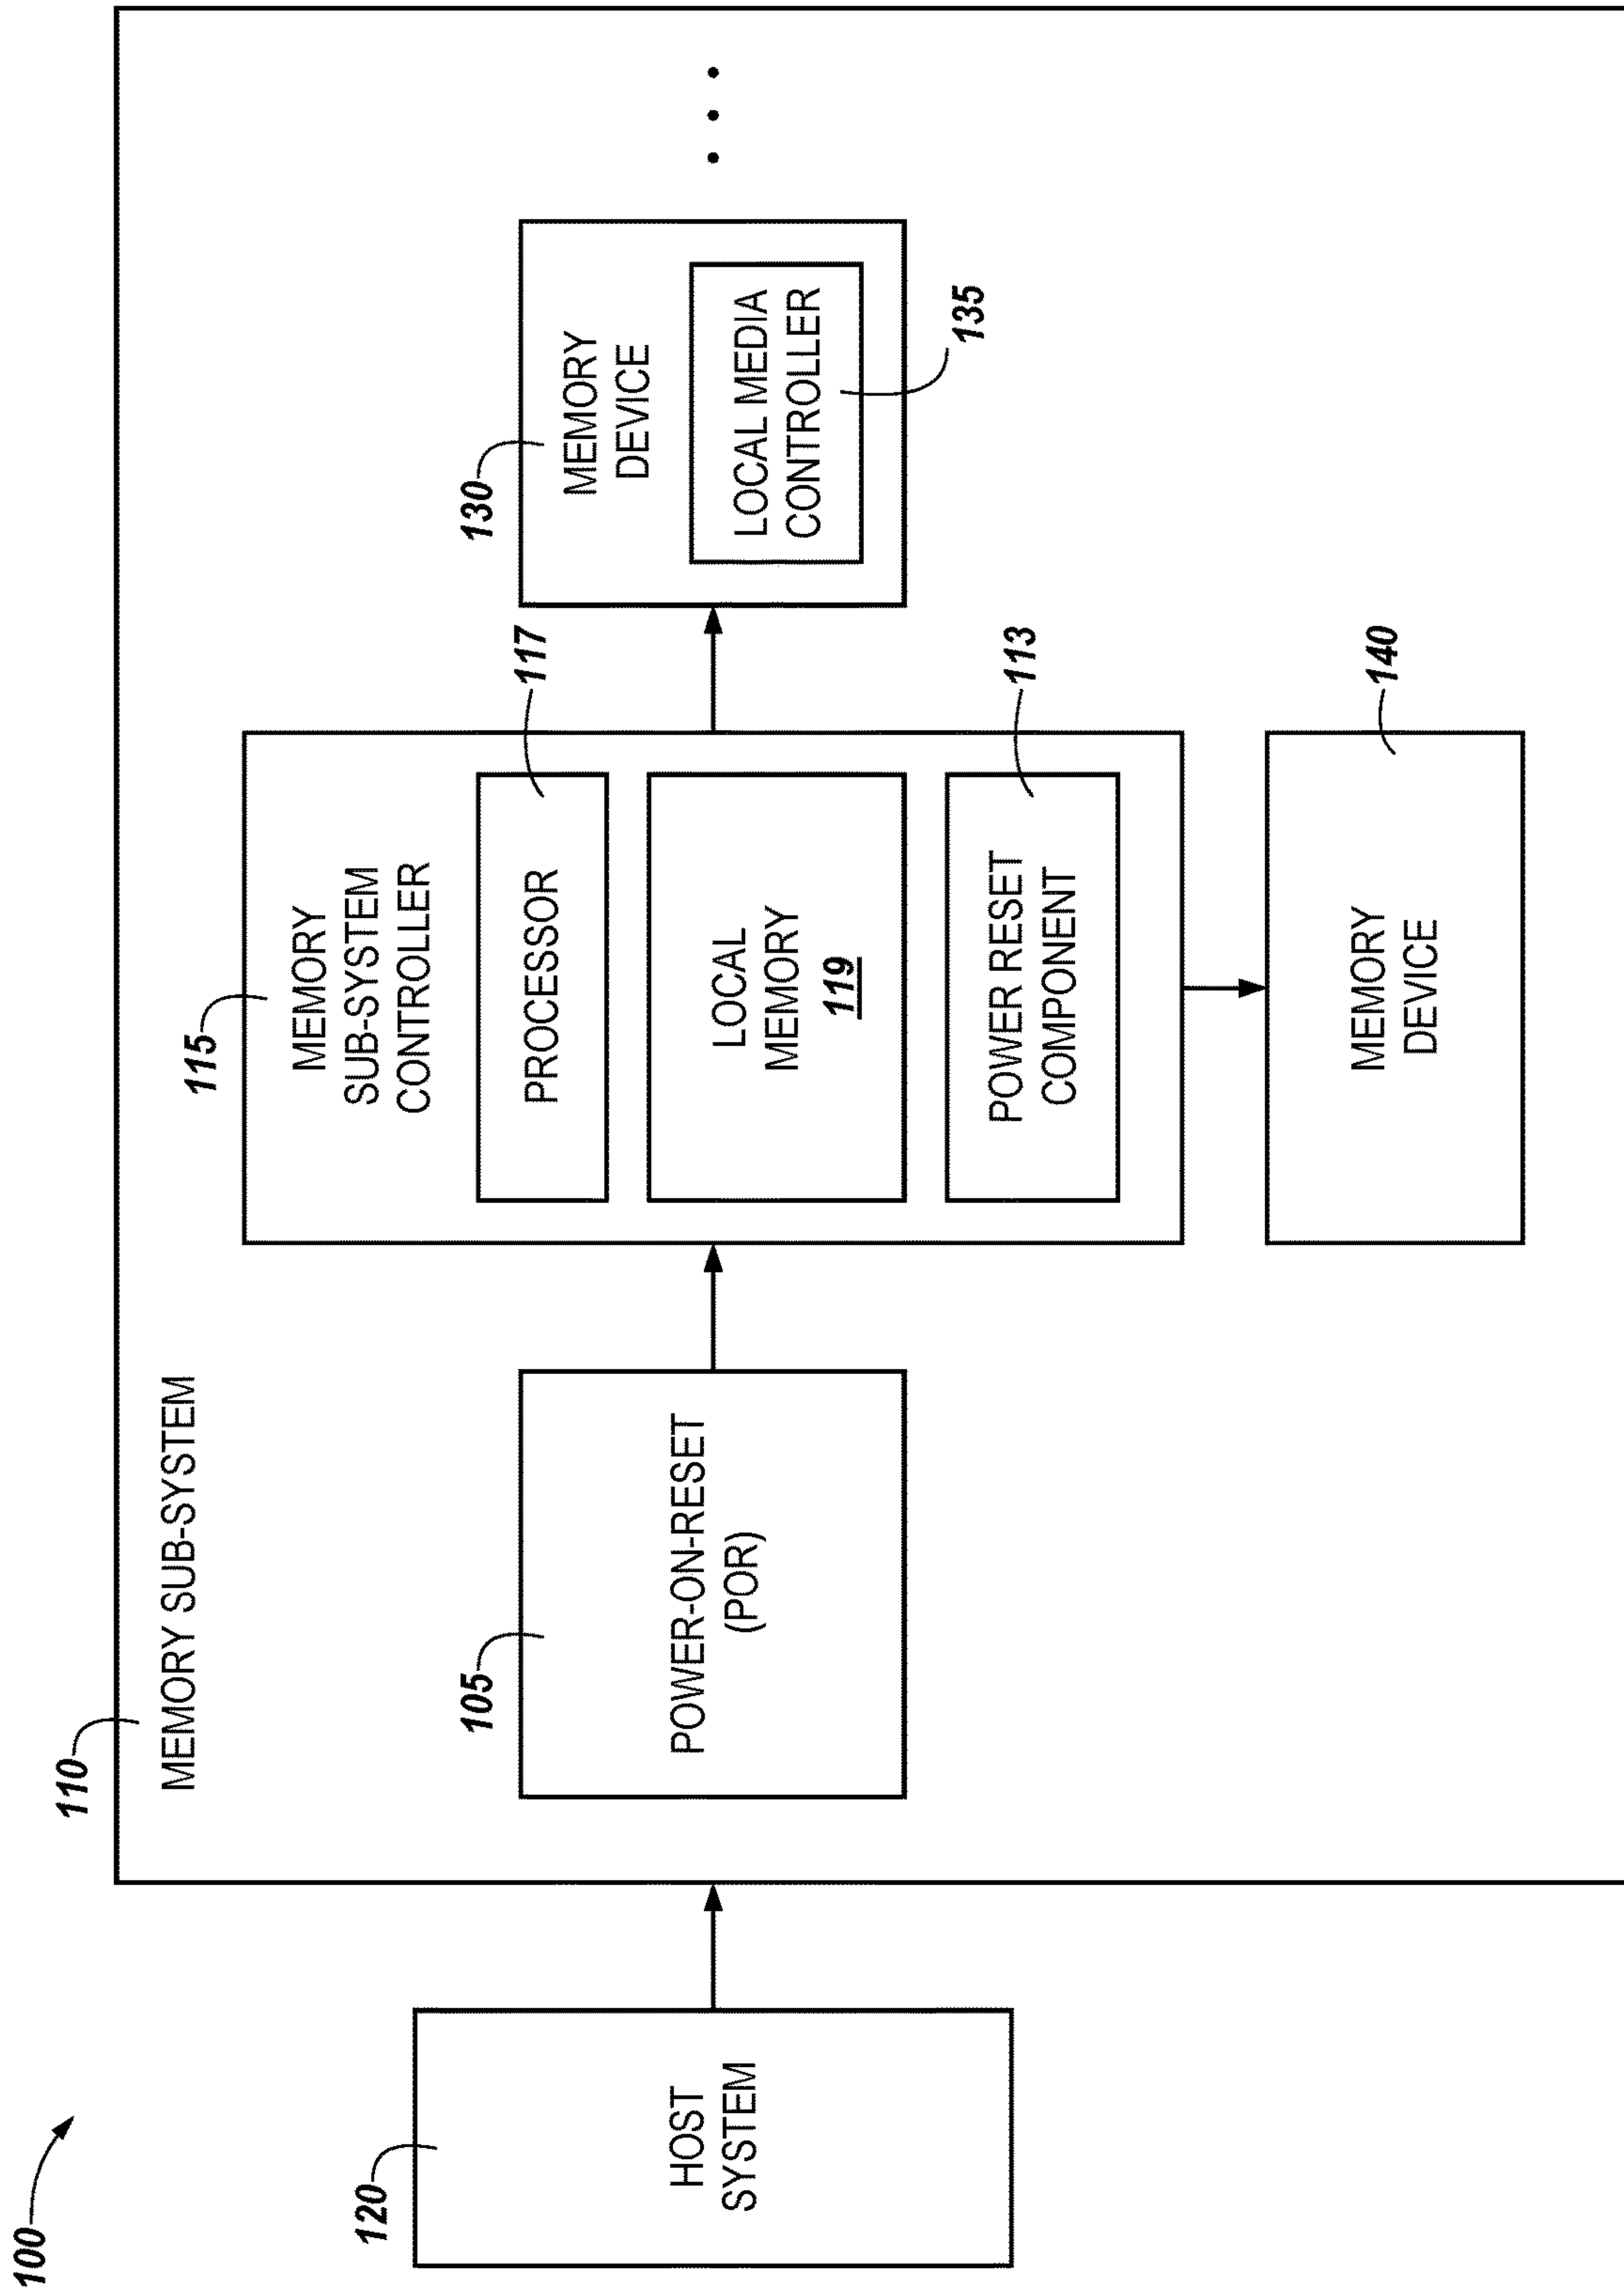 100
110
MEMORY SUB-SYSTEM
120
HOST
SYSTEM
105
POWER-ON-RESET
(POR)
115
MEMORY
SUB-SYSTEM
CONTROLLER
117
PROCESSOR
LOCAL
MEMORY
119
113
POWER RESET
COMPONENT
130
MEMORY
DEVICE
LOCAL MEDIA
CONTROLLER
135
140
MEMORY
DEVICE